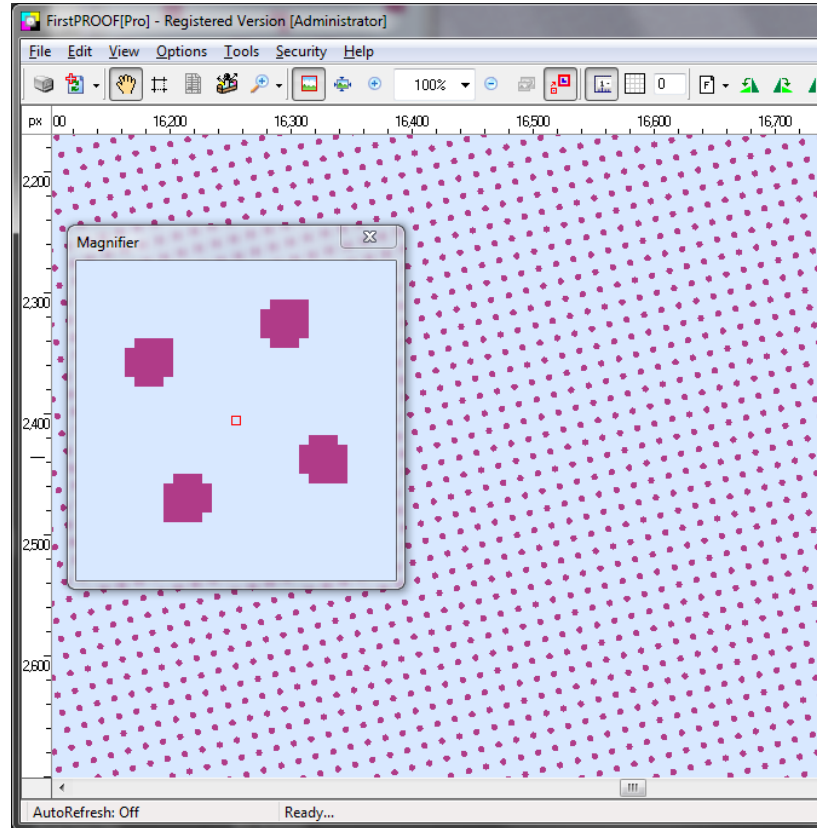 FirstPROOF[Pro] - Registered Version [Administrator]
File Edit View Options Tools Security Help
100% 0 F
px 00 16,200 16,300 16,400 16,500 16,600 16,700
2,200
Magnifier
2,300
2,400
2,500
2,600
AutoRefresh: Off Ready...